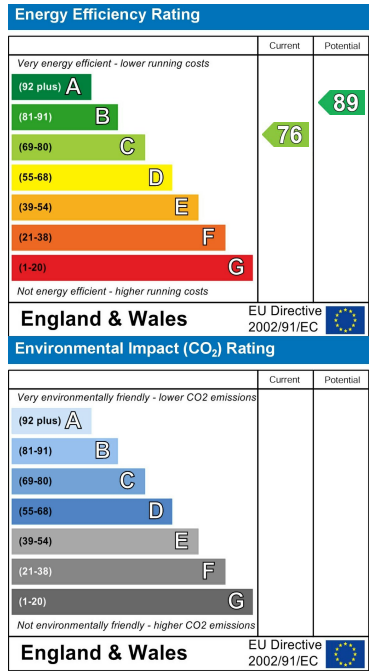 Energy Efficiency Rating
Current Potential
Very energy efficient - lower running costs
(92 plus) A
(81-91) B
(69-80) C
(55-68) D
(39-54) E
(21-38) F
(1-20) G
76
89
Not energy efficient - higher running costs
England & Wales
EU Directive
2002/91/EC
Environmental Impact (CO₂) Rating
Current Potential
Very environmentally friendly - lower CO2 emissions
(92 plus) A
(81-91) B
(69-80) C
(55-68) D
(39-54) E
(21-38) F
(1-20) G
Not environmentally friendly - higher CO2 emissions
England & Wales
EU Directive
2002/91/EC